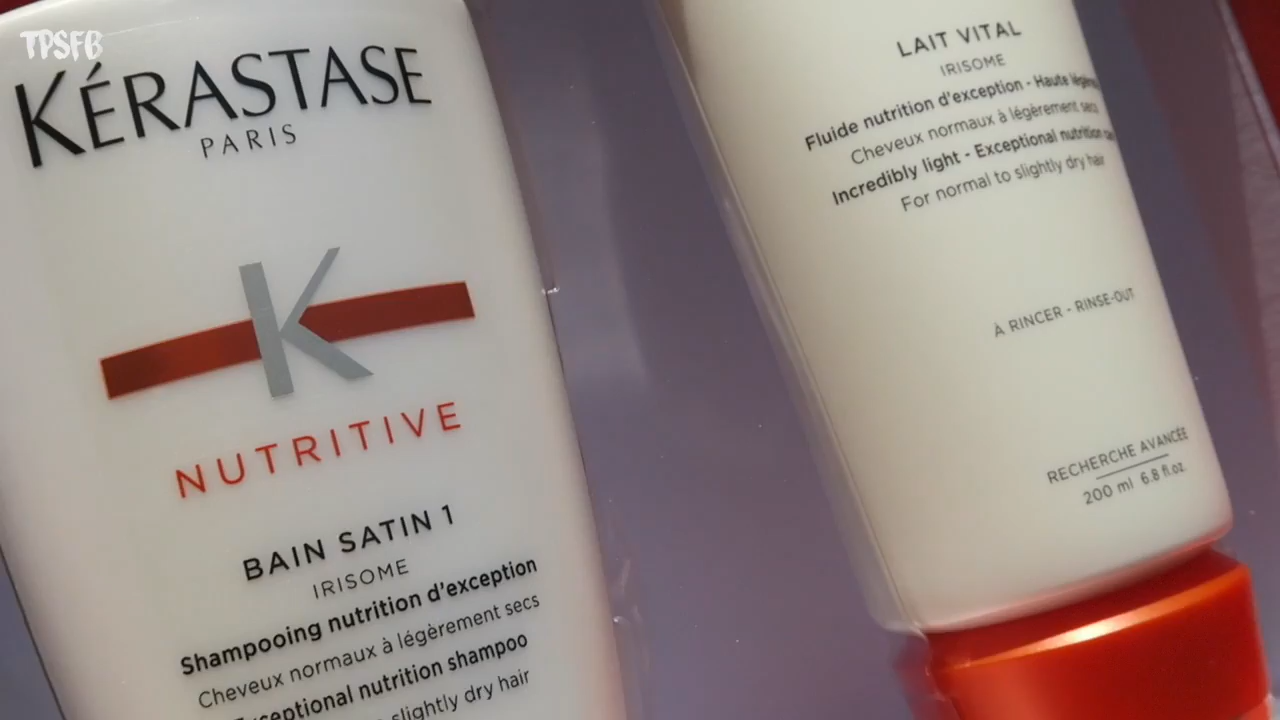 TPSFB
KÉRASTASE
PARIS
K
NUTRITIVE
BAIN SATIN 1
IRISOME
Shampooing nutrition d'exception
Cheveux normaux à légèrement secs
Exceptional nutrition shampoo
slightly dry hair
LAIT VITAL
IRISOME
Fluide nutrition d'exception - Haute
Cheveux normaux à légèrement secs
Incredibly light - Exceptional nutrition
For normal to slightly dry hair
À RINCER - RINSE-OUT
RECHERCHE AVANCÉE
200 ml 6.8 fl.oz.